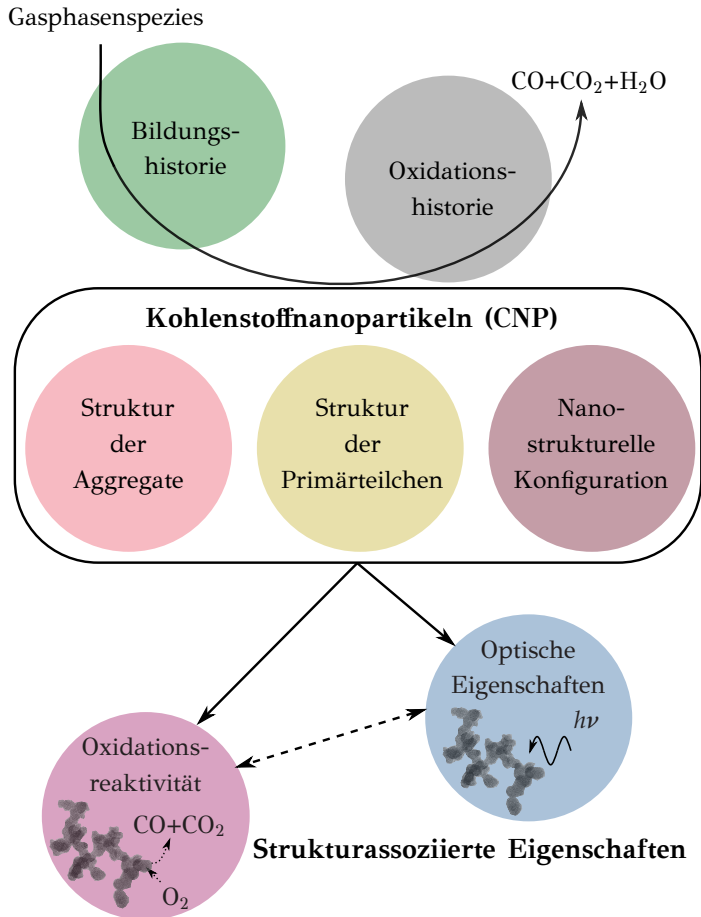 Gasphasenspezies
CO+CO₂+H₂O
Bildungs-
historie
Oxidations-
historie
Kohlenstoffnanopartikeln (CNP)
Struktur
der
Aggregate
Struktur
der
Primärteilchen
Nano-
strukturelle
Konfiguration
Optische
Eigenschaften
hν
Oxidations-
reaktivität
CO+CO₂
O₂
Strukturassoziierte Eigenschaften